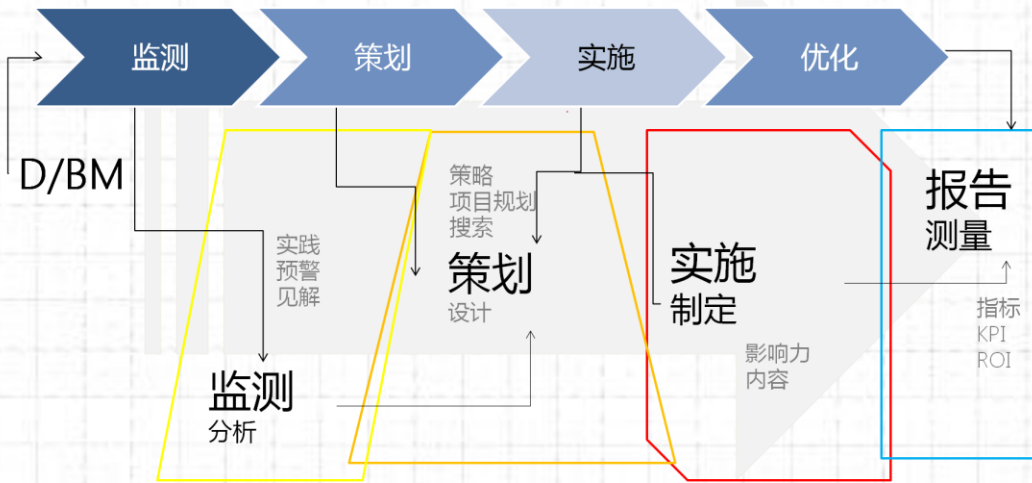 监测
策划
实施
优化
D/BM
实践
预警
见解
监测
分析
策略
项目规划
搜索
策划
设计
实施
制定
影响力
内容
报告
测量
指标
KPI
ROI